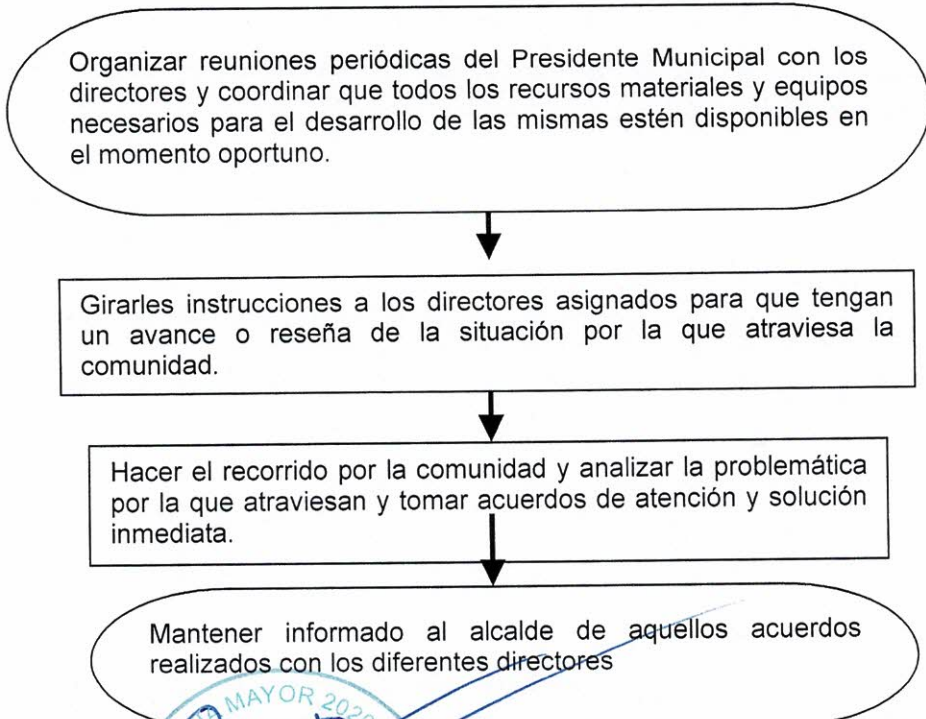 Organizar reuniones periódicas del Presidente Municipal con los
directores y coordinar que todos los recursos materiales y equipos
necesarios para el desarrollo de las mismas estén disponibles en
el momento oportuno.
Girarles instrucciones a los directores asignados para que tengan
un avance o reseña de la situación por la que atraviesa la
comunidad.
Hacer el recorrido por la comunidad y analizar la problemática
por la que atraviesan y tomar acuerdos de atención y solución
inmediata.
Mantener informado al alcalde de aquellos acuerdos
realizados con los diferentes directores
MAYOR